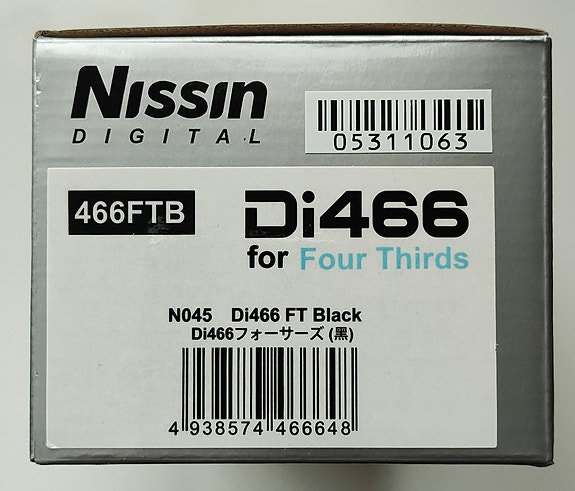 Nissin
DIGITAL
05311063
466FTB
Di466
for Four Thirds
N045 Di466 FT Black
Di466フォーサーズ (黒)
4 938574 466648